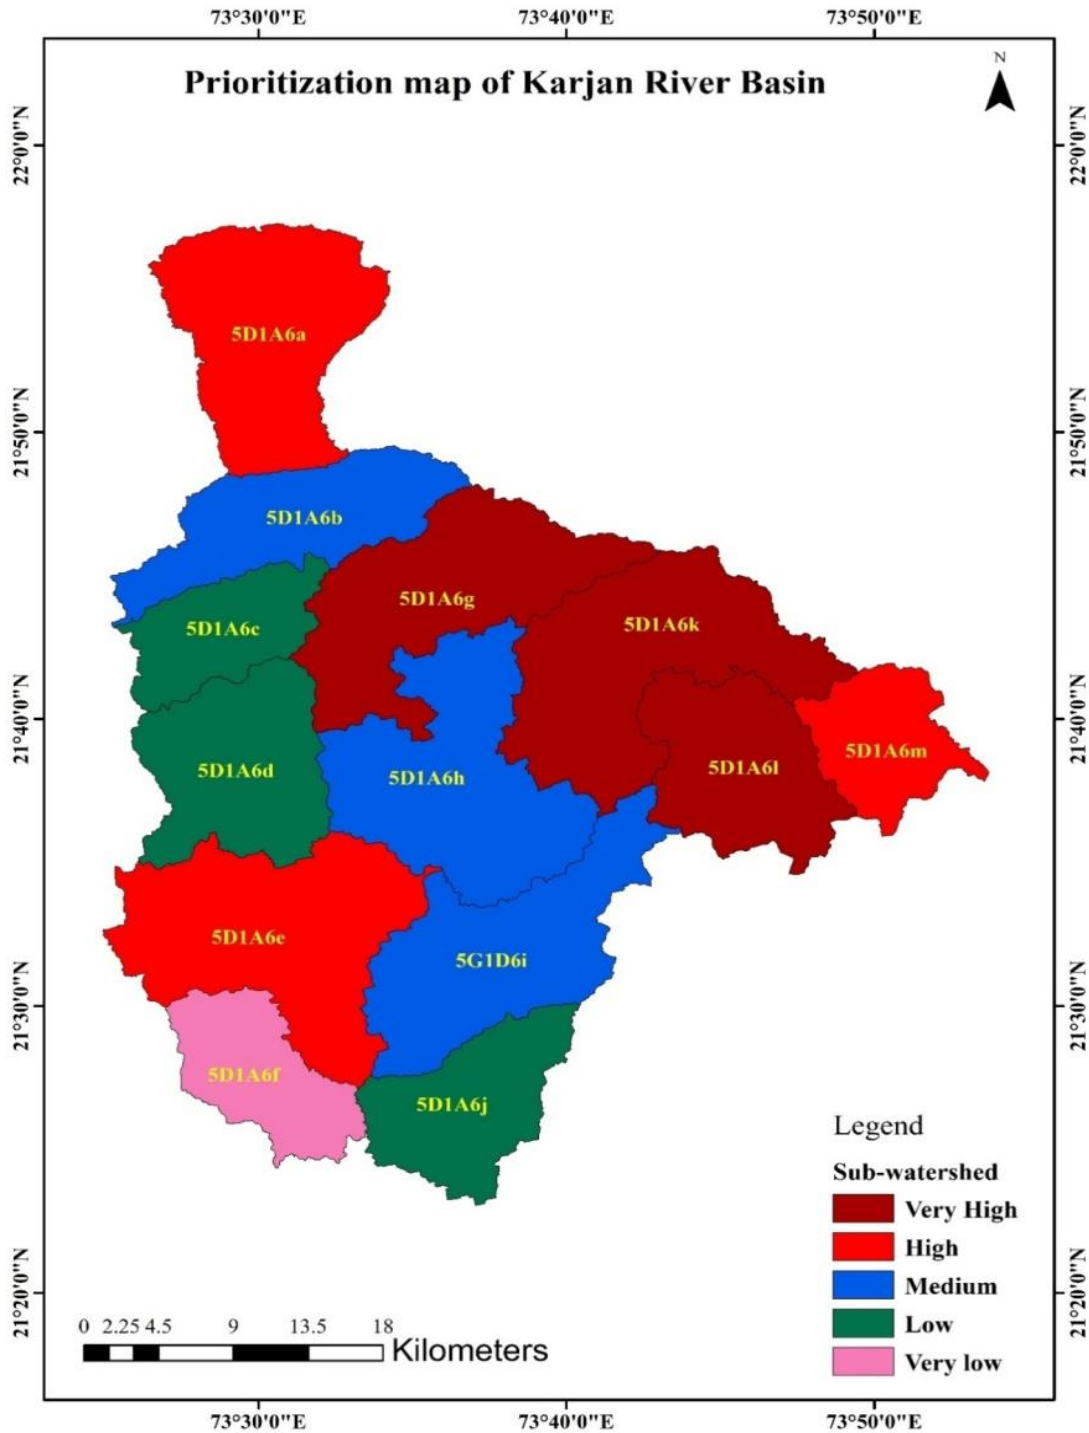 73°30'0"E 73°40'0"E 73°50'0"E
Prioritization map of Karjan River Basin
N
22°0'0"N 22°0'0"N
5D1A6a
21°50'0"N 21°50'0"N
5D1A6b
5D1A6g
5D1A6c 5D1A6k
21°40'0"N 21°40'0"N
5D1A6m
5D1A6d 5D1A6h 5D1A6l
5D1A6e
5G1D6i
21°30'0"N 21°30'0"N
5D1A6f
5D1A6j
Legend
Sub-watershed
Very High
High
Medium
21°20'0"N 21°20'0"N
Low
Very low
0 2.25 4.5 9 13.5 18
Kilometers
73°30'0"E 73°40'0"E 73°50'0"E